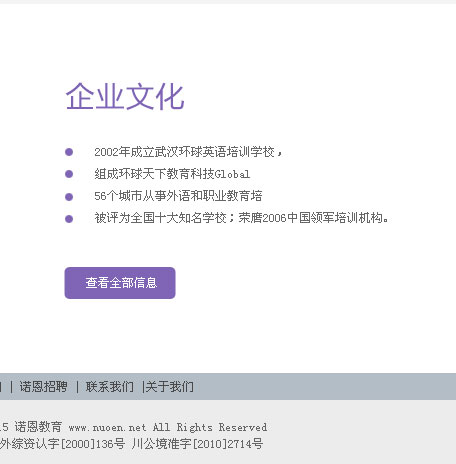 企业文化
2002年成立武汉环球英语培训学校，
组成环球天下教育科技Global
56个城市从事外语和职业教育培
被评为全国十大知名学校；荣膺2006中国领军培训机构。
查看全部信息
| 诺恩招聘 | 联系我们 |关于我们
5 诺恩教育 www.nuoen.net All Rights Reserved
外综资认字[2000]136号 川公境准字[2010]2714号